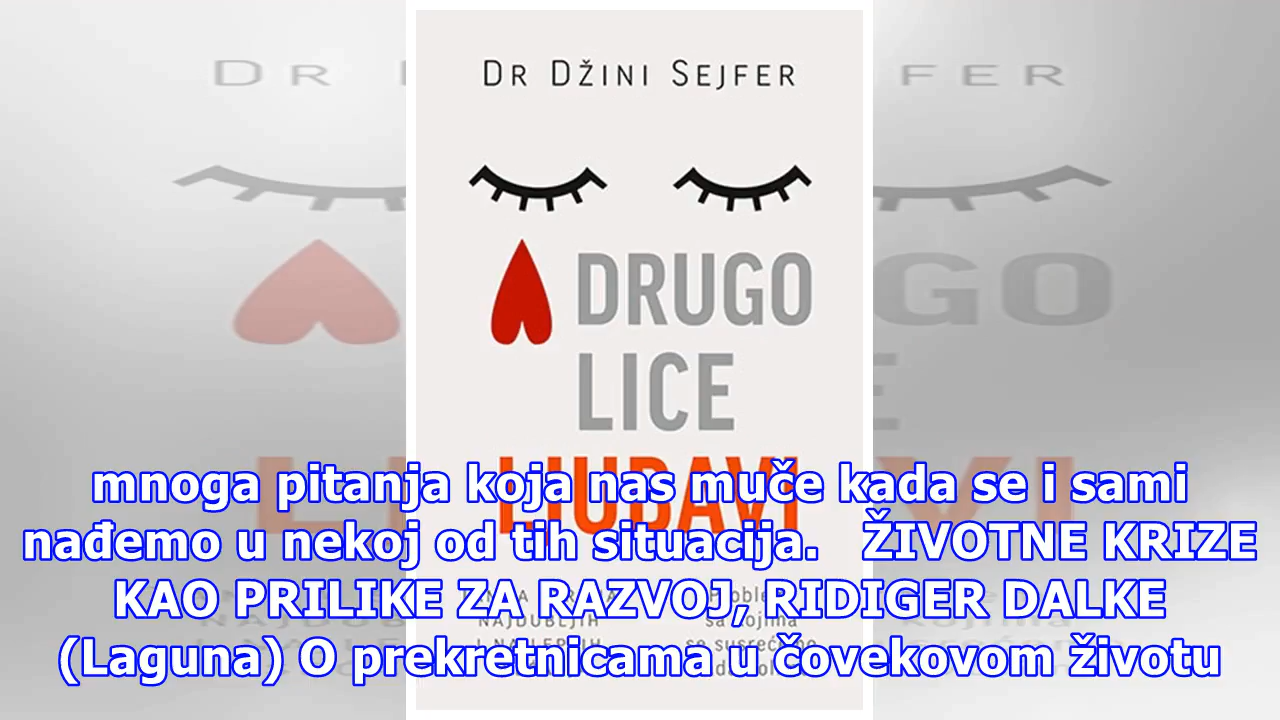 DR DŽINI SEJFER
DRUGO
LICE
LJUBAVI
mnoga pitanja koja nas muče kada se i sami
nađemo u nekoj od tih situacija. ŽIVOTNE KRIZE
KAO PRILIKE ZA RAZVOJ, RIDIGER DALKE
(Laguna) O prekretnicama u čovekovom životu